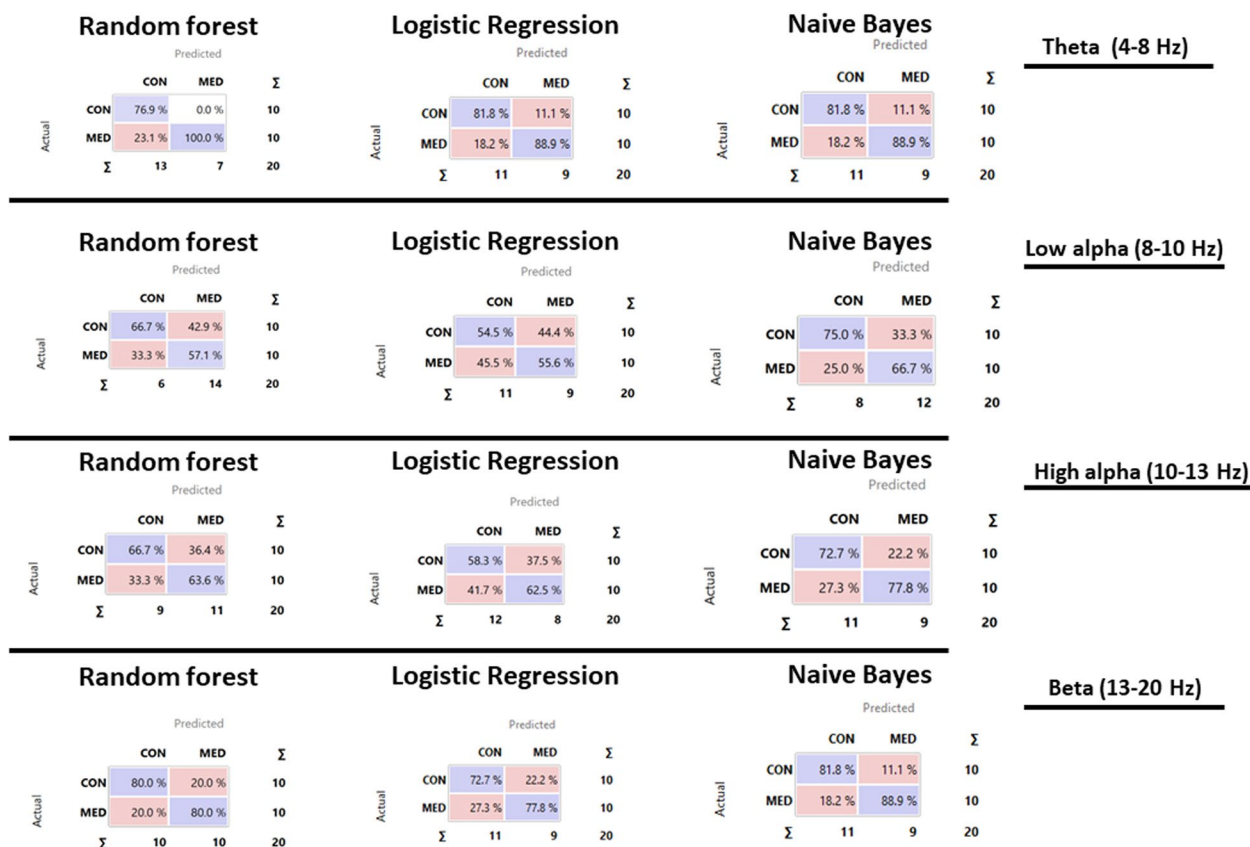 Random forest
Logistic Regression
Naive Bayes
Theta (4-8 Hz)
Predicted
Predicted
Predicted
CON MED Σ
CON MED Σ
CON MED Σ
Actual
CON 76.9 % 0.0 % 10
MED 23.1 % 100.0 % 10
Σ 13 7 20
Actual
CON 81.8 % 11.1 % 10
MED 18.2 % 88.9 % 10
Σ 11 9 20
Actual
CON 81.8 % 11.1 % 10
MED 18.2 % 88.9 % 10
Σ 11 9 20
Random forest
Logistic Regression
Naive Bayes
Low alpha (8-10 Hz)
Predicted
Predicted
Predicted
CON MED Σ
CON MED Σ
CON MED Σ
Actual
CON 66.7 % 42.9 % 10
MED 33.3 % 57.1 % 10
Σ 6 14 20
Actual
CON 54.5 % 44.4 % 10
MED 45.5 % 55.6 % 10
Σ 11 9 20
Actual
CON 75.0 % 33.3 % 10
MED 25.0 % 66.7 % 10
Σ 8 12 20
Random forest
Logistic Regression
Naive Bayes
High alpha (10-13 Hz)
Predicted
Predicted
Predicted
CON MED Σ
CON MED Σ
CON MED Σ
Actual
CON 66.7 % 36.4 % 10
MED 33.3 % 63.6 % 10
Σ 9 11 20
Actual
CON 58.3 % 37.5 % 10
MED 41.7 % 62.5 % 10
Σ 12 8 20
Actual
CON 72.7 % 22.2 % 10
MED 27.3 % 77.8 % 10
Σ 11 9 20
Random forest
Logistic Regression
Naive Bayes
Beta (13-20 Hz)
Predicted
Predicted
Predicted
CON MED Σ
CON MED Σ
CON MED Σ
Actual
CON 80.0 % 20.0 % 10
MED 20.0 % 80.0 % 10
Σ 10 10 20
Actual
CON 72.7 % 22.2 % 10
MED 27.3 % 77.8 % 10
Σ 11 9 20
Actual
CON 81.8 % 11.1 % 10
MED 18.2 % 88.9 % 10
Σ 11 9 20